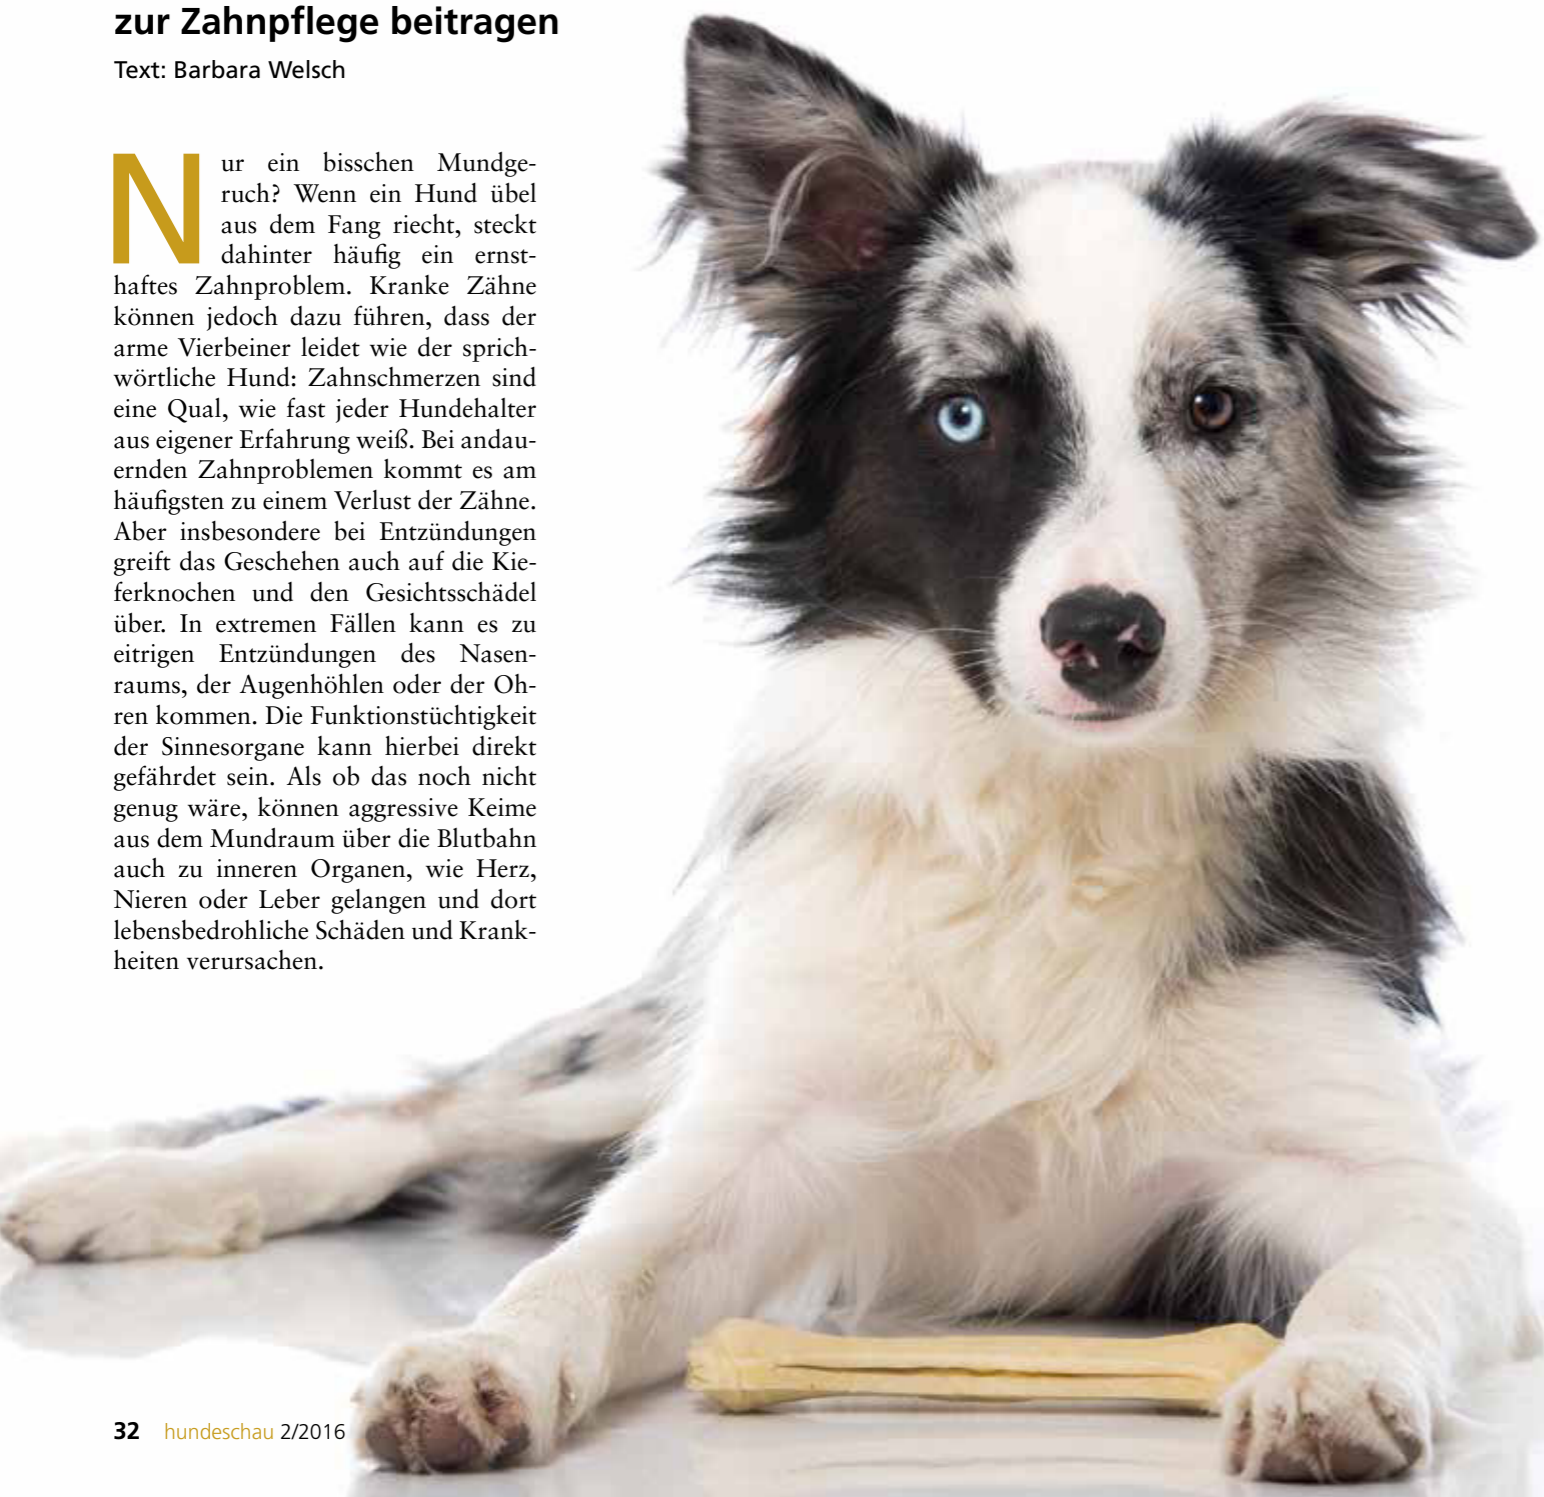 zur Zahnpflege beitragen
Text: Barbara Welsch
Nur ein bisschen Mundge-
ruch? Wenn ein Hund übel
aus dem Fang riecht, steckt
dahinter häufig ein ernst-
haftes Zahnproblem. Kranke Zähne
können jedoch dazu führen, dass der
arme Vierbeiner leidet wie der sprich-
wörtliche Hund: Zahnschmerzen sind
eine Qual, wie fast jeder Hundehalter
aus eigener Erfahrung weiß. Bei andau-
ernden Zahnproblemen kommt es am
häufigsten zu einem Verlust der Zähne.
Aber insbesondere bei Entzündungen
greift das Geschehen auch auf die Kie-
ferknochen und den Gesichtsschädel
über. In extremen Fällen kann es zu
eitrigen Entzündungen des Nasen-
raums, der Augenhöhlen oder der Oh-
ren kommen. Die Funktionstüchtigkeit
der Sinnesorgane kann hierbei direkt
gefährdet sein. Als ob das noch nicht
genug wäre, können aggressive Keime
aus dem Mundraum über die Blutbahn
auch zu inneren Organen, wie Herz,
Nieren oder Leber gelangen und dort
lebensbedrohliche Schäden und Krank-
heiten verursachen.
32 hundeschau 2/2016